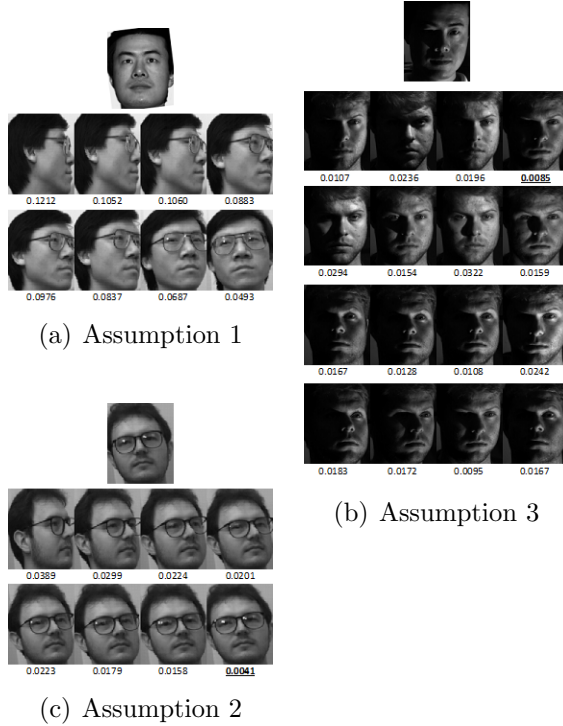 0.1212 0.1052 0.1060 0.0883
0.0976 0.0837 0.0687 0.0493
(a) Assumption 1
0.0107 0.0236 0.0196 0.0085
0.0294 0.0154 0.0322 0.0159
0.0167 0.0128 0.0108 0.0242
0.0183 0.0172 0.0095 0.0167
(b) Assumption 3
0.0389 0.0299 0.0224 0.0201
0.0223 0.0179 0.0158 0.0041
(c) Assumption 2